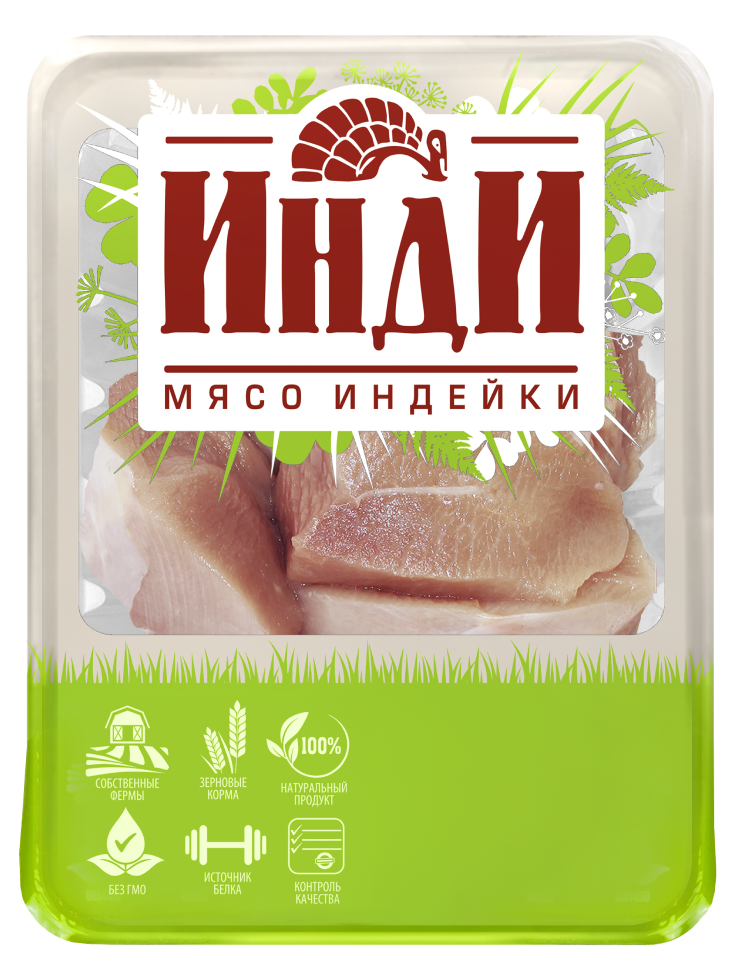 ИНДИ
МЯСО ИНДЕЙКИ
СОБСТВЕННЫЕ
ФЕРМЫ
ЗЕРНОВЫЕ
КОРМА
100%
НАТУРАЛЬНЫЙ
ПРОДУКТ
БЕЗ ГМО
ИСТОЧНИК
БЕЛКА
КОНТРОЛЬ
КАЧЕСТВА